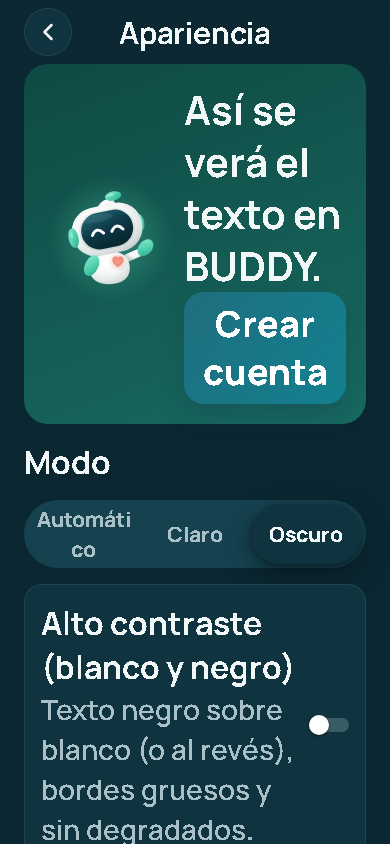 Apariencia
Así se
verá el
texto en
BUDDY.
Crear
cuenta
Modo
Automáti
co
Claro
Oscuro
Alto contraste
(blanco y negro)
Texto negro sobre
blanco (o al revés),
bordes gruesos y
sin degradados.